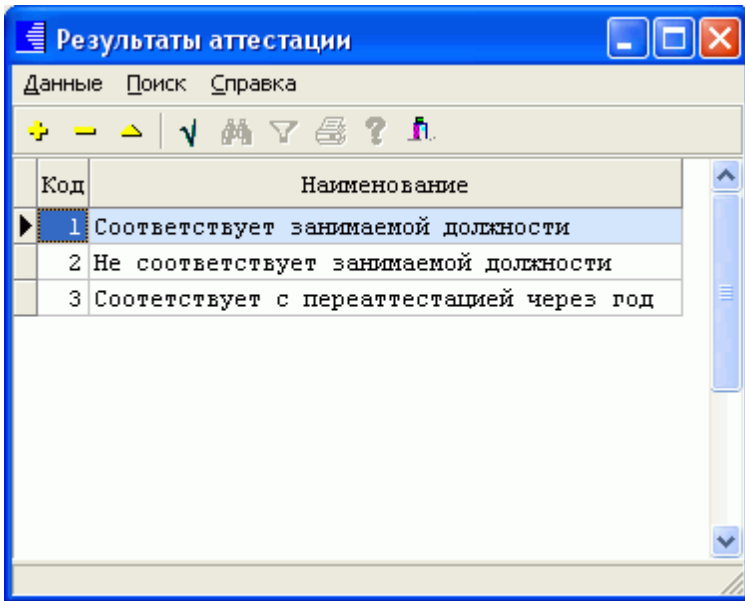 Результаты аттестации
Данные Поиск Справка
Код Наименование
1 Соответствует занимаемой должности
2 Не соответствует занимаемой должности
3 Соотетствует с переаттестацией через год